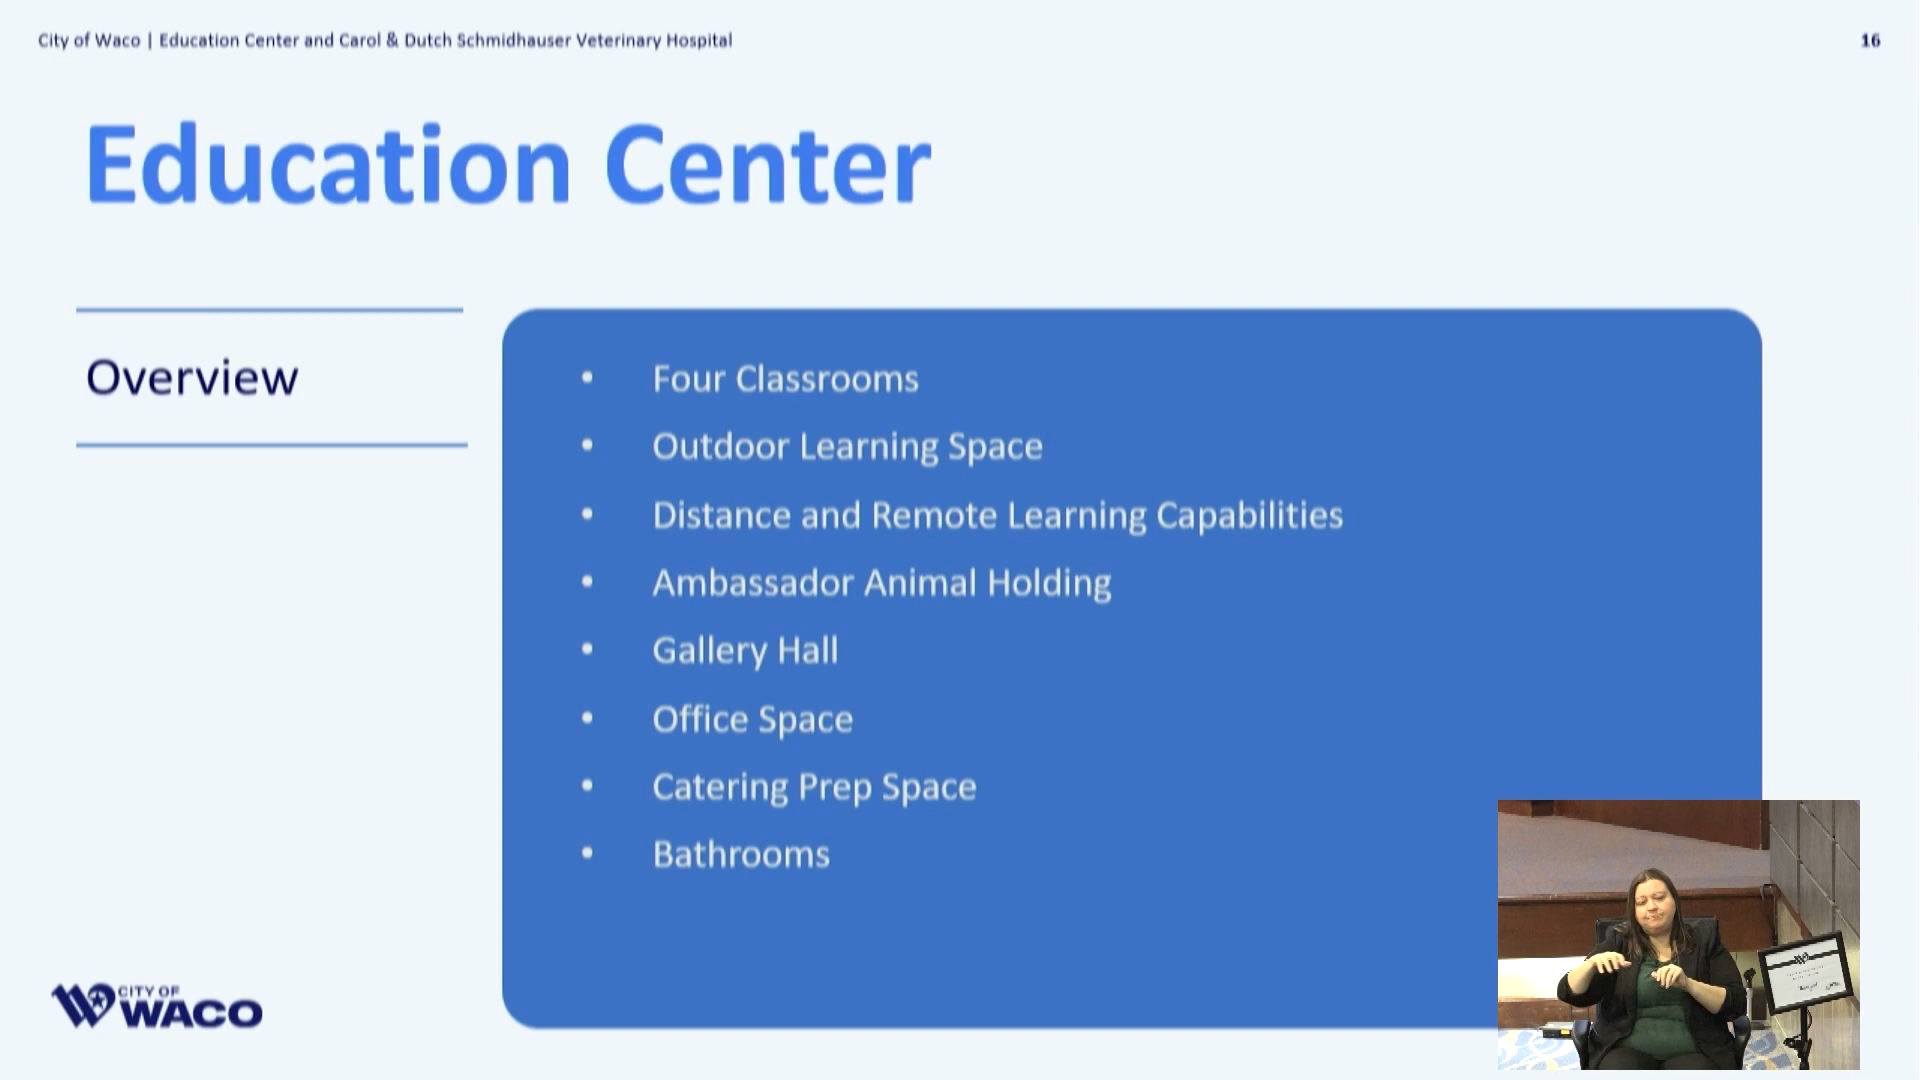 City of Waco | Education Center and Carol & Dutch Schmidhauser Veterinary Hospital
16
Education Center
Overview
• Four Classrooms
• Outdoor Learning Space
• Distance and Remote Learning Capabilities
• Ambassador Animal Holding
• Gallery Hall
• Office Space
• Catering Prep Space
• Bathrooms
CITY OF
WACO